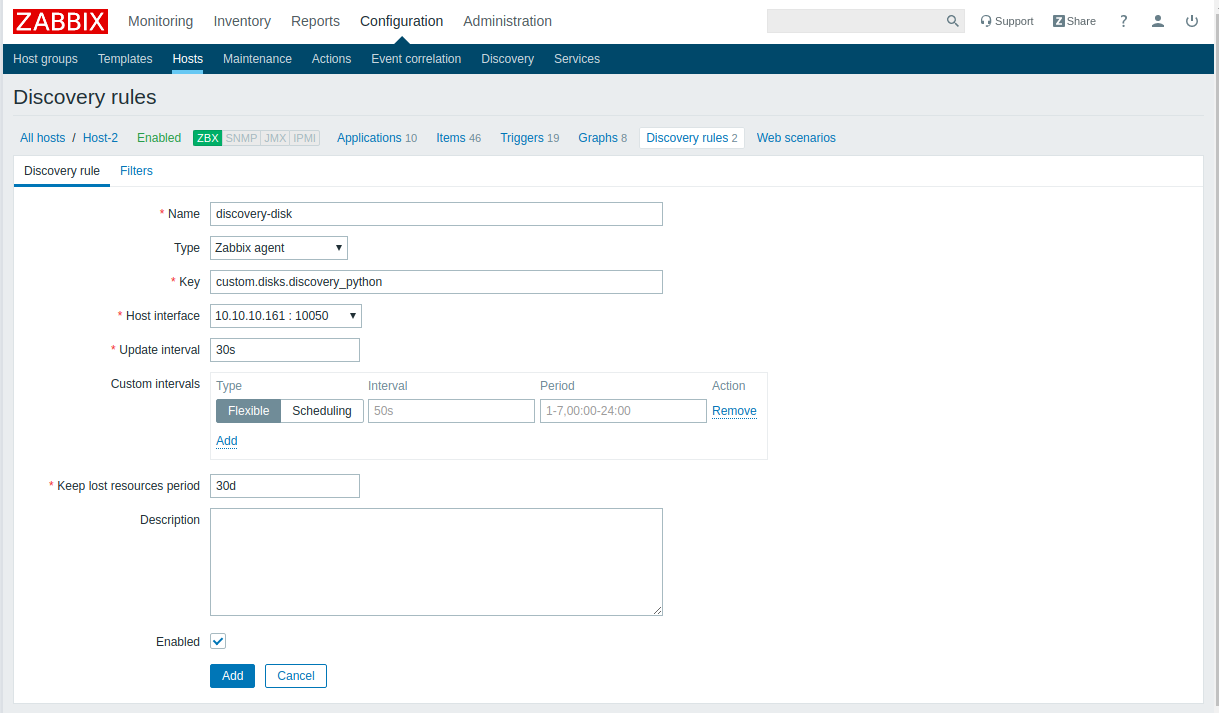 ZABBIX Monitoring Inventory Reports Configuration Administration Support Z Share ?
Host groups Templates Hosts Maintenance Actions Event correlation Discovery Services
Discovery rules
All hosts / Host-2 Enabled ZBX SNMP JMX IPMI Applications 10 Items 46 Triggers 19 Graphs 8 Discovery rules 2 Web scenarios
Discovery rule Filters
* Name discovery-disk
Type Zabbix agent
* Key custom.disks.discovery_python
* Host interface 10.10.10.161 : 10050
* Update interval 30s
Custom intervals Type Interval Period Action
Flexible Scheduling 50s 1-7,00:00-24:00 Remove
Add
* Keep lost resources period 30d
Description
Enabled
Add Cancel